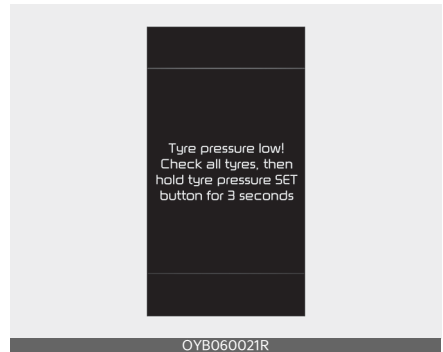 Tyre pressure low!
Check all tyres, then
hold tyre pressure SET
button for 3 seconds
OYB060021R